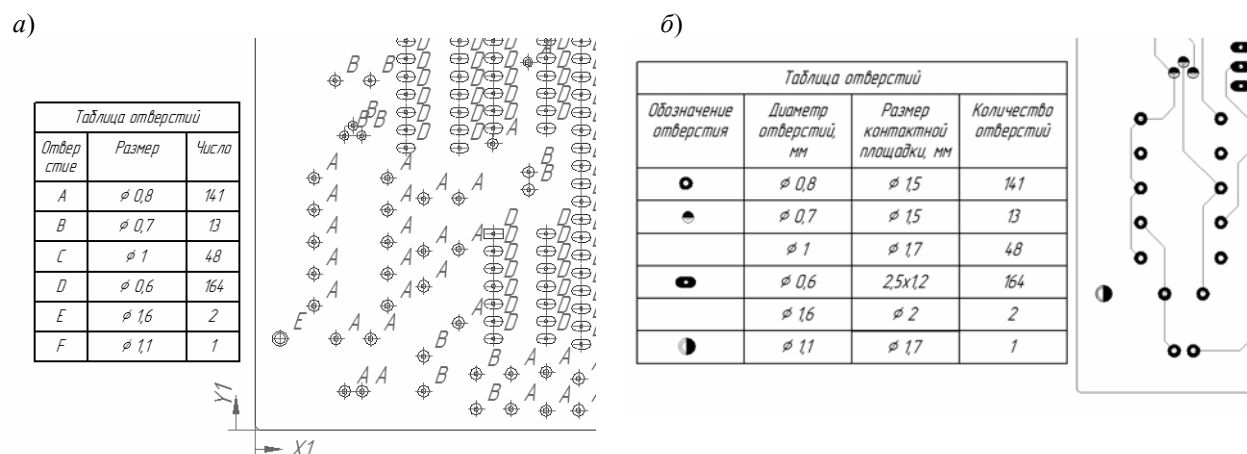 а)
Таблица отверстий
Отвер стие Размер Число
A ⌀ 0,8 141
B ⌀ 0,7 13
C ⌀ 1 48
D ⌀ 0,6 164
E ⌀ 1,6 2
F ⌀ 1,1 1
B B D D D
D D D
D D D
B D D D
B B D D D
D D A
A A B
B
A A A A
A A D D
A A A A D D
D D
A A D D
A D D
A A D D
E A A D D
B
B A A
A A B
B A A
Y1
X1
б)
Таблица отверстий
Обозначение отверстия Диаметр отверстий, мм Размер контактной площадки, мм Количество отверстий
⌀ 0,8 ⌀ 1,5 141
⌀ 0,7 ⌀ 1,5 13
⌀ 1 ⌀ 1,7 48
⌀ 0,6 2,5x1,2 164
⌀ 1,6 ⌀ 2 2
⌀ 1,1 ⌀ 1,7 1